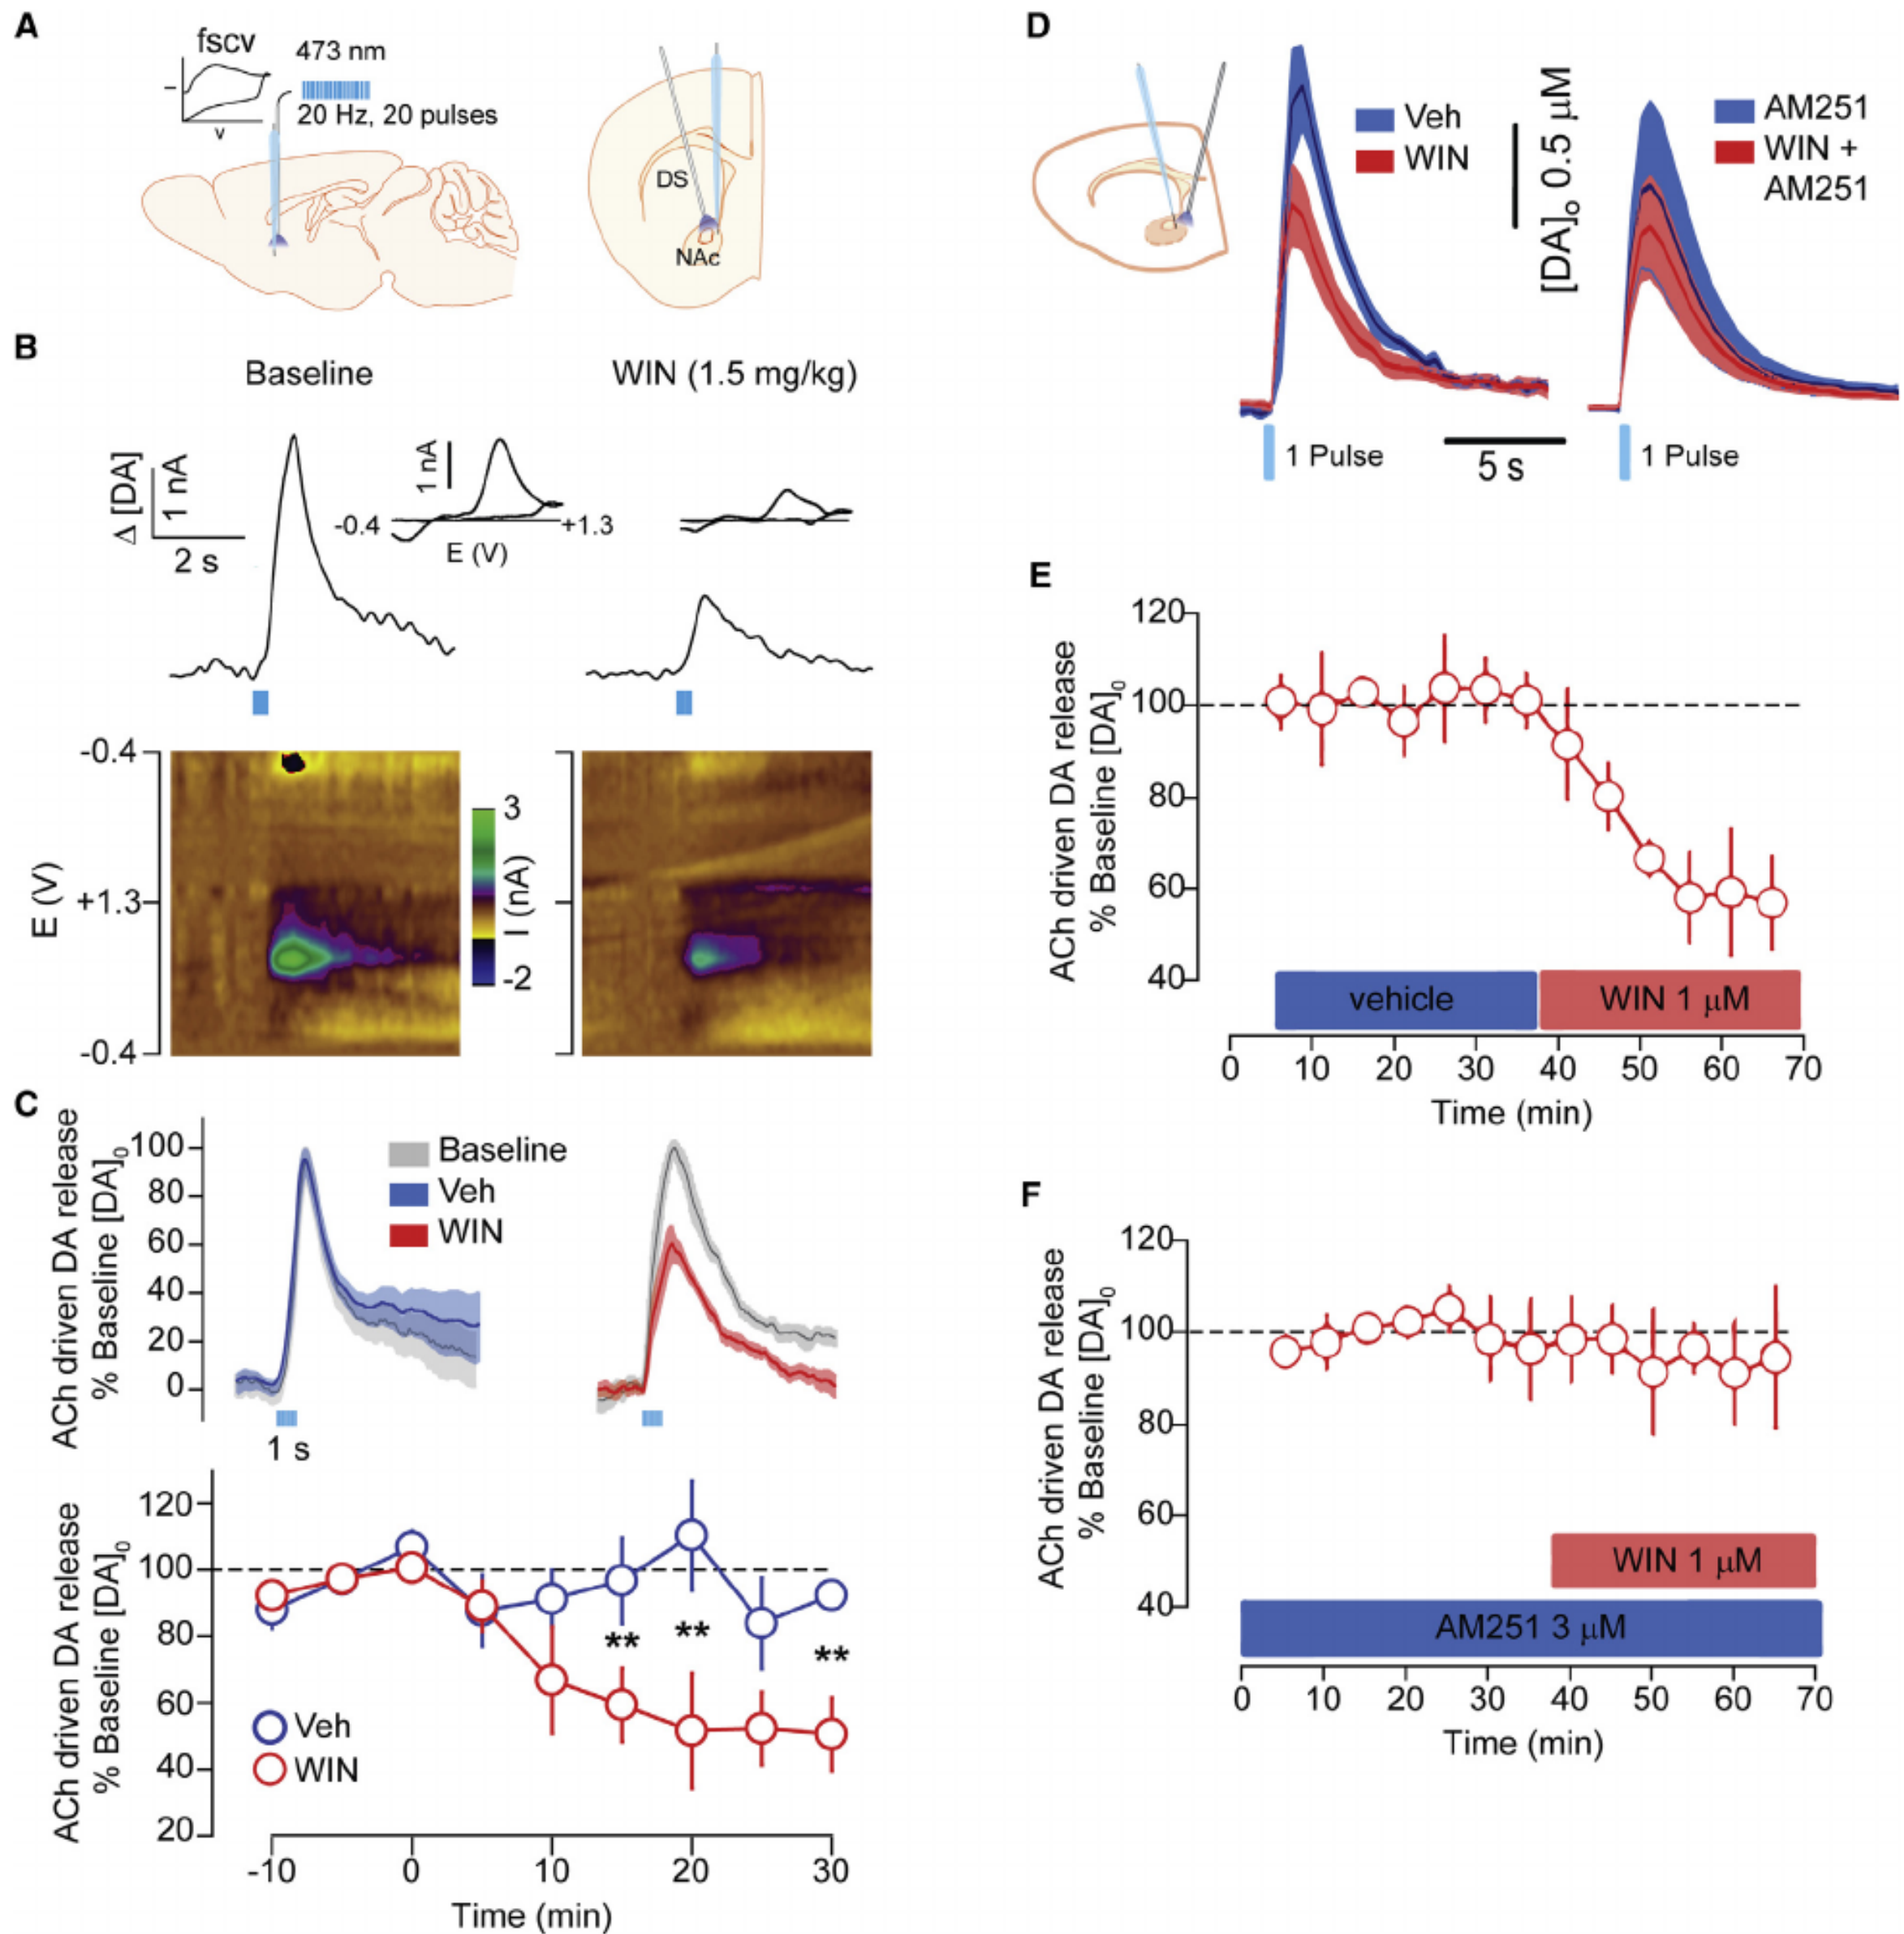 A
fscv
473 nm
20 Hz, 20 pulses
–
v
DS
NAc
B
Baseline
WIN (1.5 mg/kg)
Δ [DA]
1 nA
2 s
1 nA
-0.4
+1.3
E (V)
E (V)
-0.4
+1.3
-0.4
3
I (nA)
-2
C
ACh driven DA release
% Baseline [DA]0
100
80
60
40
20
0
Baseline
Veh
WIN
1 s
ACh driven DA release
% Baseline [DA]0
120
100
80
60
40
20
**
**
**
Veh
WIN
-10
0
10
20
30
Time (min)
D
Veh
WIN
[DA]o 0.5 µM
AM251
WIN +
AM251
1 Pulse
5 s
1 Pulse
E
ACh driven DA release
% Baseline [DA]0
120
100
80
60
40
vehicle
WIN 1 µM
0
10
20
30
40
50
60
70
Time (min)
F
ACh driven DA release
% Baseline [DA]0
120
100
80
60
40
WIN 1 µM
AM251 3 µM
0
10
20
30
40
50
60
70
Time (min)